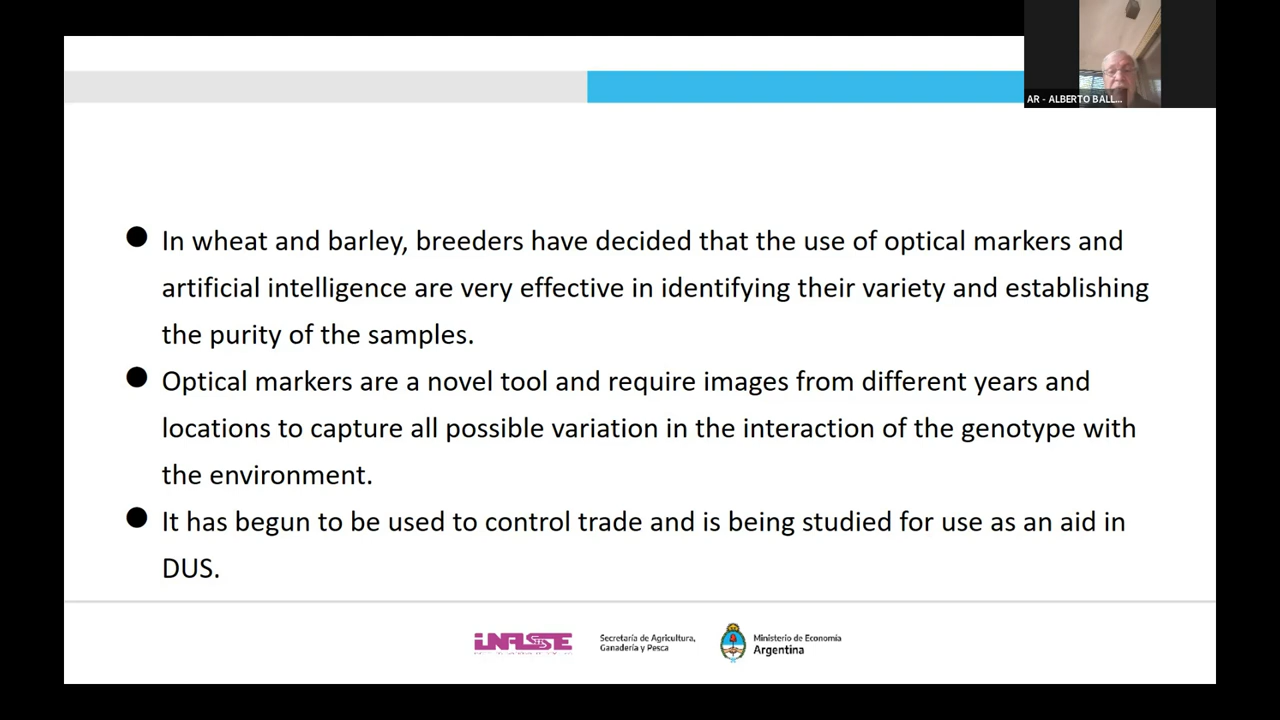 AR - ALBERTO BALL...
In wheat and barley, breeders have decided that the use of optical markers and
artificial intelligence are very effective in identifying their variety and establishing
the purity of the samples.
Optical markers are a novel tool and require images from different years and
locations to capture all possible variation in the interaction of the genotype with
the environment.
It has begun to be used to control trade and is being studied for use as an aid in
DUS.
INASE
Secretaría de Agricultura,
Ganadería y Pesca
Ministerio de Economía
Argentina